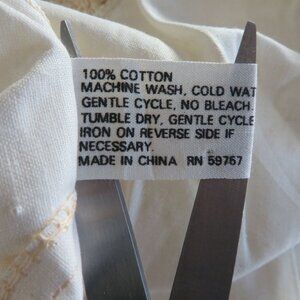 100% COTTON
MACHINE WASH, COLD WAT
GENTLE CYCLE, NO BLEACH
TUMBLE DRY, GENTLE CYCLE
IRON ON REVERSE SIDE IF
NECESSARY.
MADE IN CHINA RN 59767